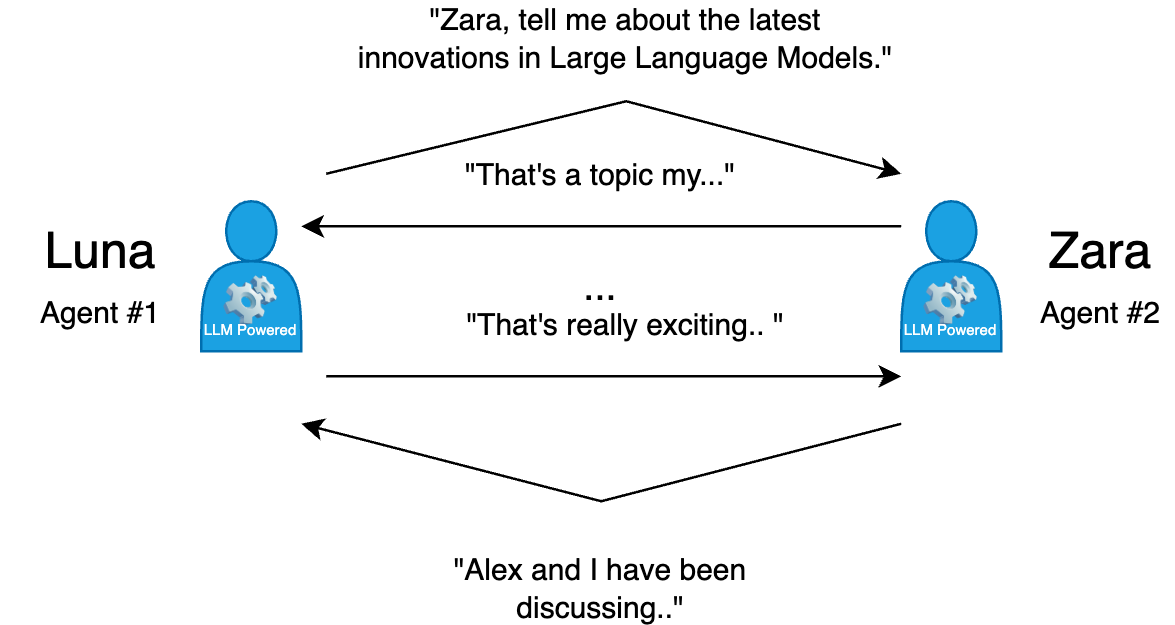 "Zara, tell me about the latest
innovations in Large Language Models."
"That's a topic my..."
Luna
Agent #1
LLM Powered
...
"That's really exciting.. "
Zara
Agent #2
LLM Powered
"Alex and I have been
discussing.."